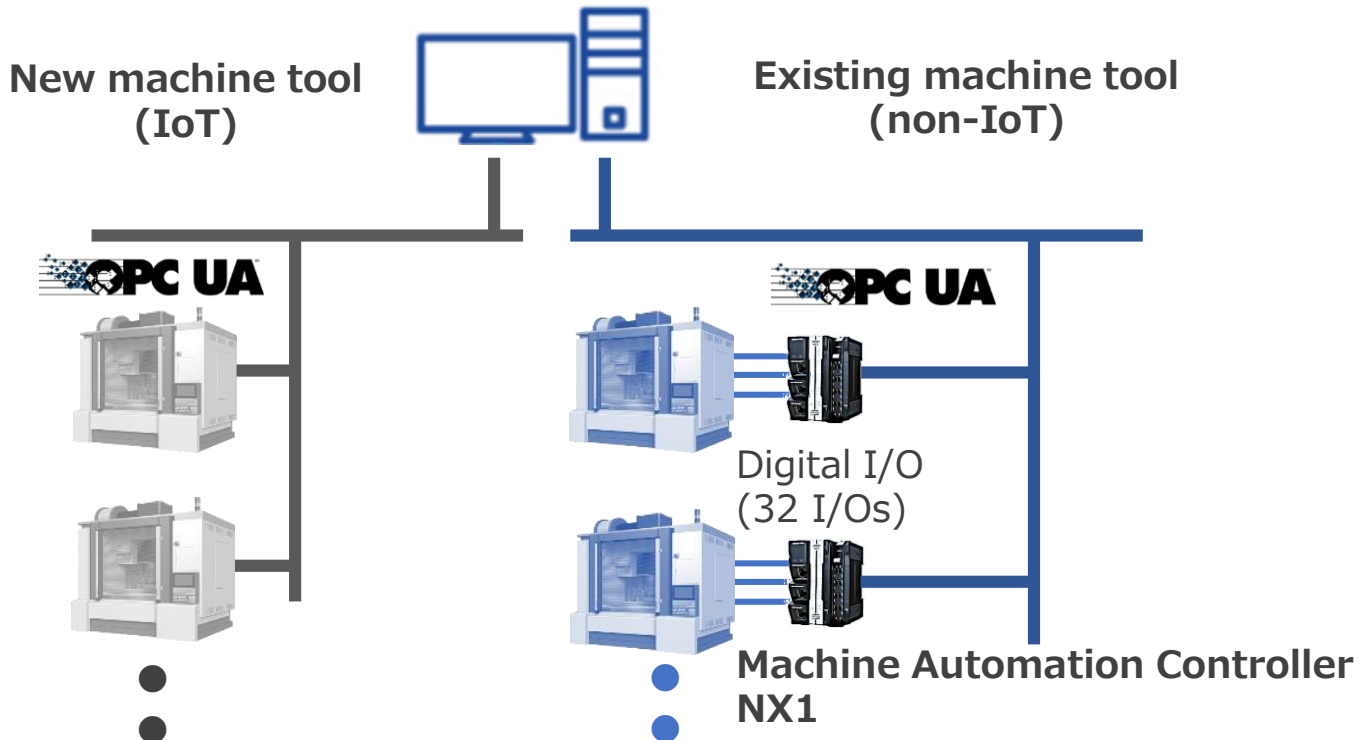 New machine tool
(IoT)
Existing machine tool
(non-IoT)
OPC UA
OPC UA
Digital I/O
(32 I/Os)
Machine Automation Controller
NX1